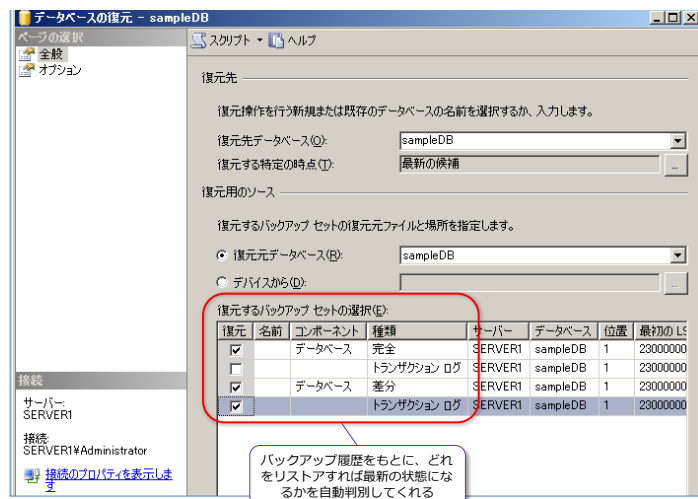 データベースの復元 - sampleDB
ページの選択
全般
オプション
スクリプト
ヘルプ
復元先
復元操作を行う新規または既存のデータベースの名前を選択するか、入力します。
復元先データベース(O):
sampleDB
復元する特定の時点(T):
最新の候補
復元用のソース
復元するバックアップ セットの復元元ファイルと場所を指定します。
復元元データベース(R):
sampleDB
デバイスから(D):
復元するバックアップ セットの選択(E):
復元 名前 コンポーネント 種類 サーバー データベース 位置 最初の LS
データベース 完全 SERVER1 sampleDB 1 23000000
トランザクション ログ SERVER1 sampleDB 1 23000000
データベース 差分 SERVER1 sampleDB 1 23000000
トランザクション ログ SERVER1 sampleDB 1 23000000
接続
サーバー:
SERVER1
接続:
SERVER1¥Administrator
接続のプロパティを表示しま
す
バックアップ履歴をもとに、どれ
をリストアすれば最新の状態にな
るかを自動判別してくれる